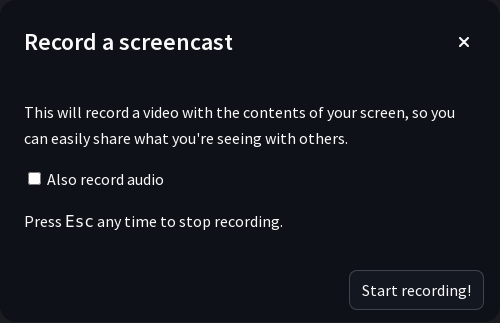 Record a screencast
This will record a video with the contents of your screen, so you
can easily share what you're seeing with others.
Also record audio
Press Esc any time to stop recording.
Start recording!